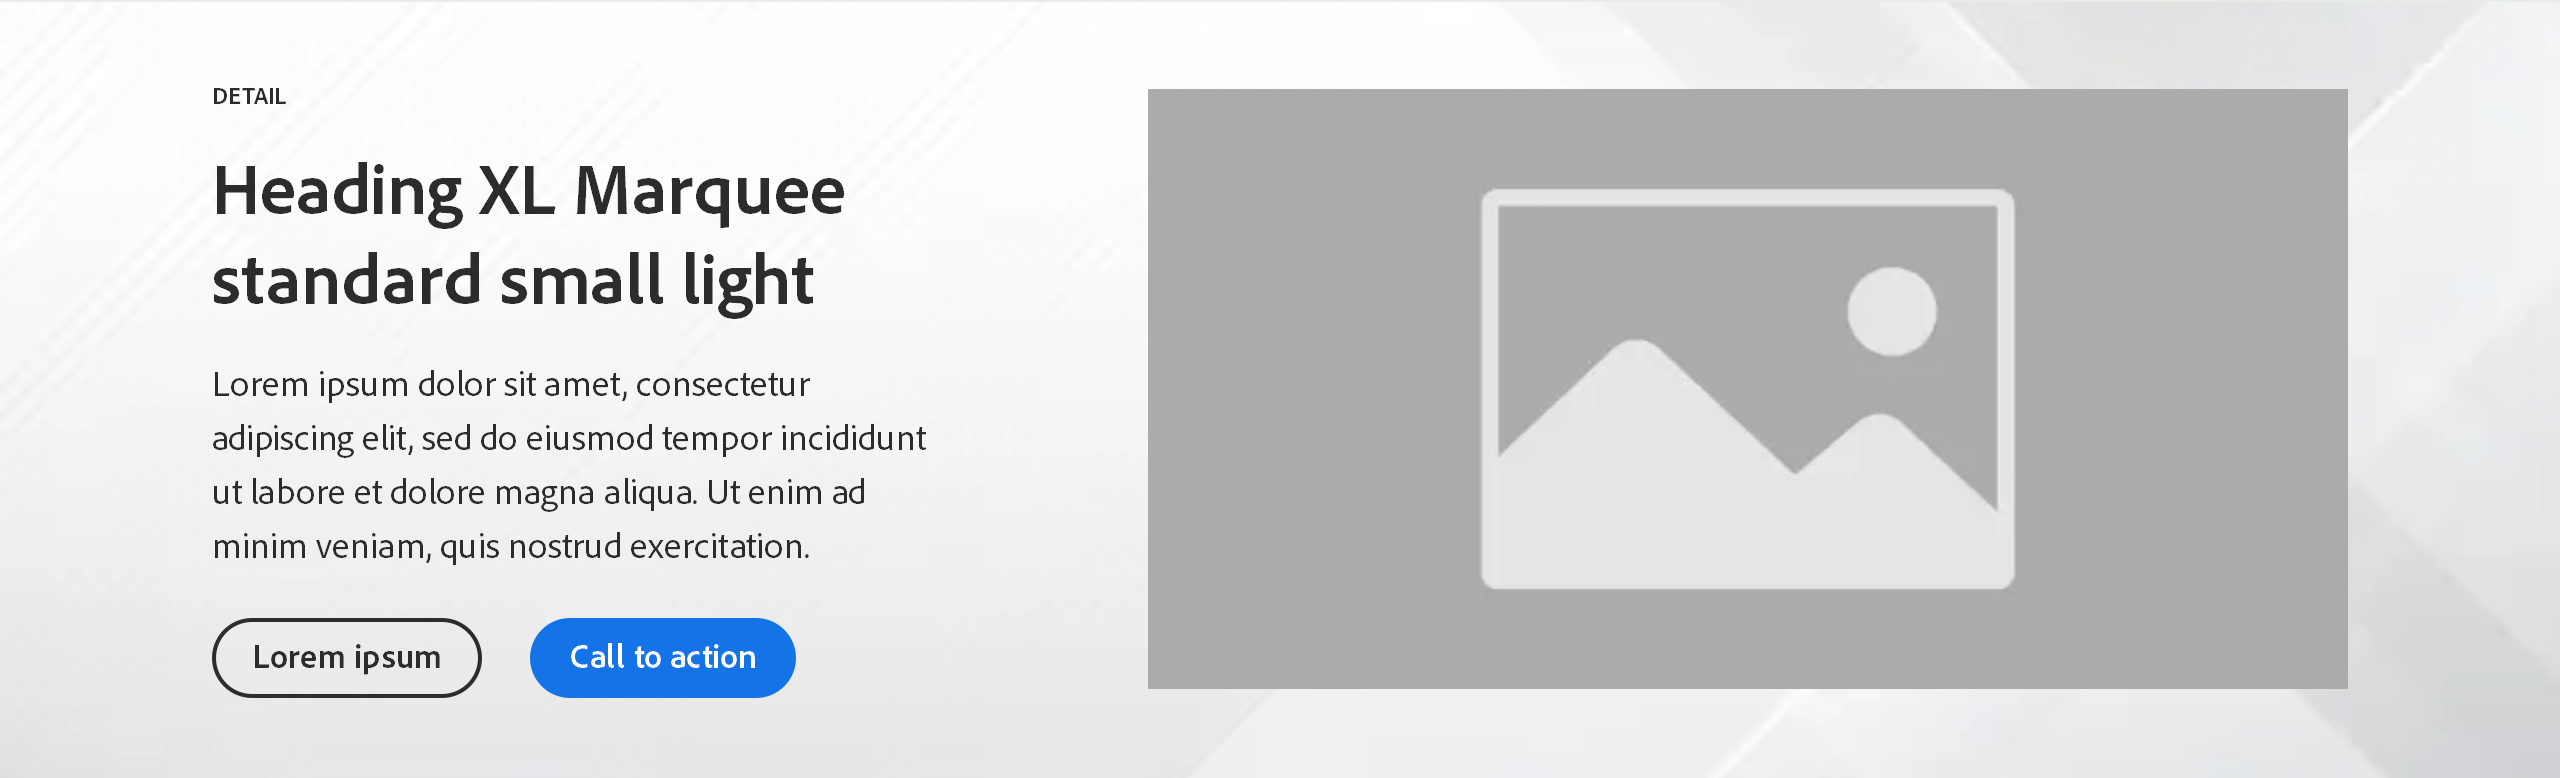 DETAIL
Heading XL Marquee
standard small light
Lorem ipsum dolor sit amet, consectetur
adipiscing elit, sed do eiusmod tempor incididunt
ut labore et dolore magna aliqua. Ut enim ad
minim veniam, quis nostrud exercitation.
Lorem ipsum
Call to action